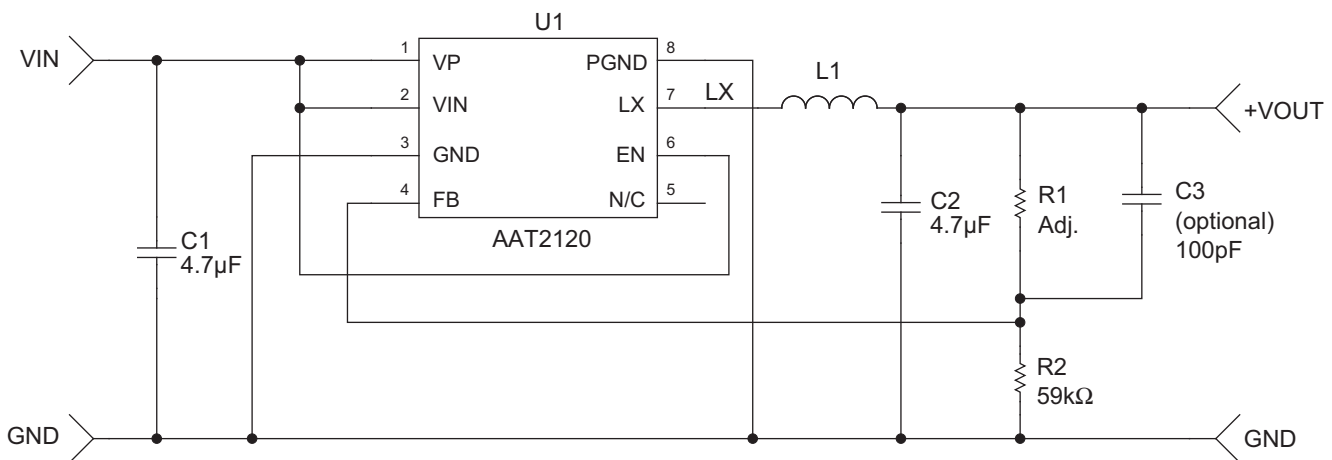 U1
VIN
1
VP
PGND
8
L1
2
VIN
LX
7
LX
+VOUT
3
GND
EN
6
4
FB
N/C
5
AAT2120
C1
4.7µF
C2
4.7µF
R1
Adj.
C3
(optional)
100pF
R2
59kΩ
GND
GND